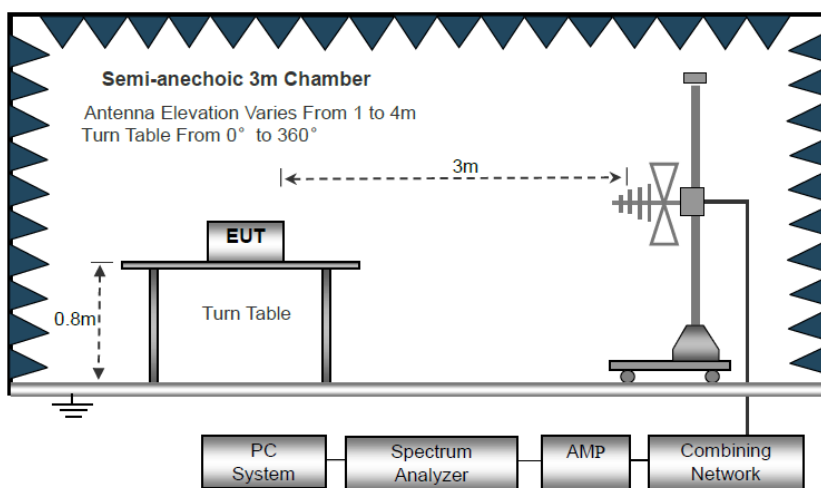 Semi-anechoic 3m Chamber
Antenna Elevation Varies From 1 to 4m
Turn Table From 0° to 360°
3m
EUT
0.8m
Turn Table
PC
System
Spectrum
Analyzer
AMP
Combining
Network